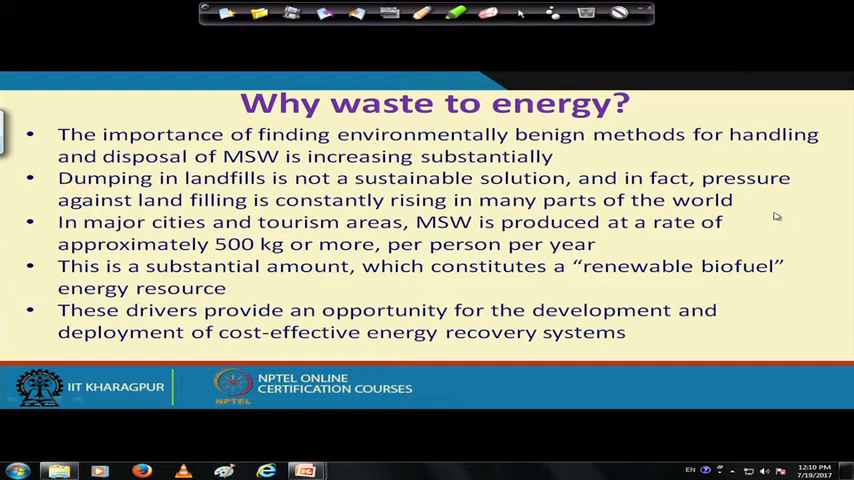 Why waste to energy?
• The importance of finding environmentally benign methods for handling
and disposal of MSW is increasing substantially
• Dumping in landfills is not a sustainable solution, and in fact, pressure
against land filling is constantly rising in many parts of the world
• In major cities and tourism areas, MSW is produced at a rate of
approximately 500 kg or more, per person per year
• This is a substantial amount, which constitutes a “renewable biofuel”
energy resource
• These drivers provide an opportunity for the development and
deployment of cost-effective energy recovery systems
IIT KHARAGPUR
NPTEL
NPTEL ONLINE
CERTIFICATION COURSES
EN
12:10 PM
7/19/2017